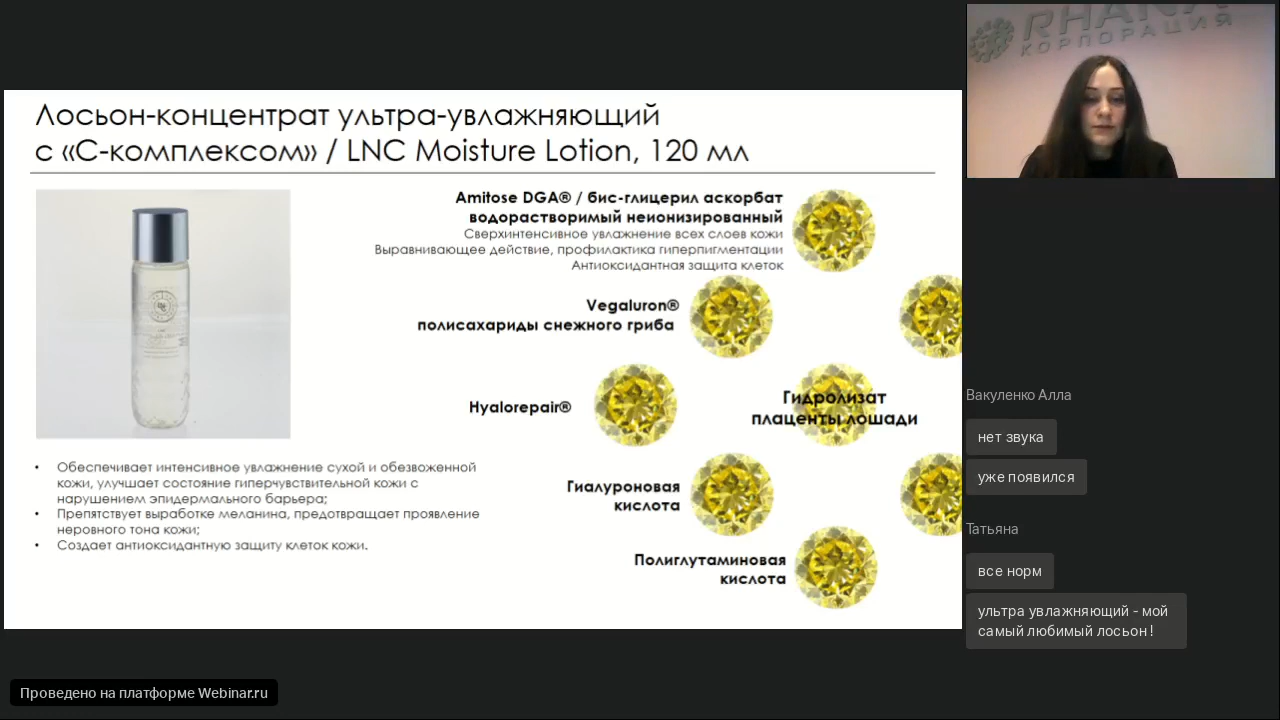 Лосьон-концентрат ультра-увлажняющий
с «С-комплексом» / LNC Moisture Lotion, 120 мл
Amitose DGA® / бис-глицерил аскорбат
водорастворимый неионизированный
Сверхинтенсивное увлажнение всех слоев кожи
Выравнивающее действие, профилактика гиперпигментации
Антиоксидантная защита клеток
Vegaluron®
полисахариды снежного гриба
Hyalorepair®
Гидролизат
плаценты лошади
Гиалуроновая
кислота
Полиглутаминовая
кислота
• Обеспечивает интенсивное увлажнение сухой и обезвоженной
кожи, улучшает состояние гиперчувствительной кожи с
нарушением эпидермального барьера;
• Препятствует выработке меланина, предотвращает проявление
неровного тона кожи;
• Создает антиоксидантную защиту клеток кожи.
RHANA
КОРПОРАЦИЯ
Вакуленко Алла
нет звука
уже появился
Татьяна
все норм
ультра увлажняющий - мой
самый любимый лосьон !
Проведено на платформе Webinar.ru